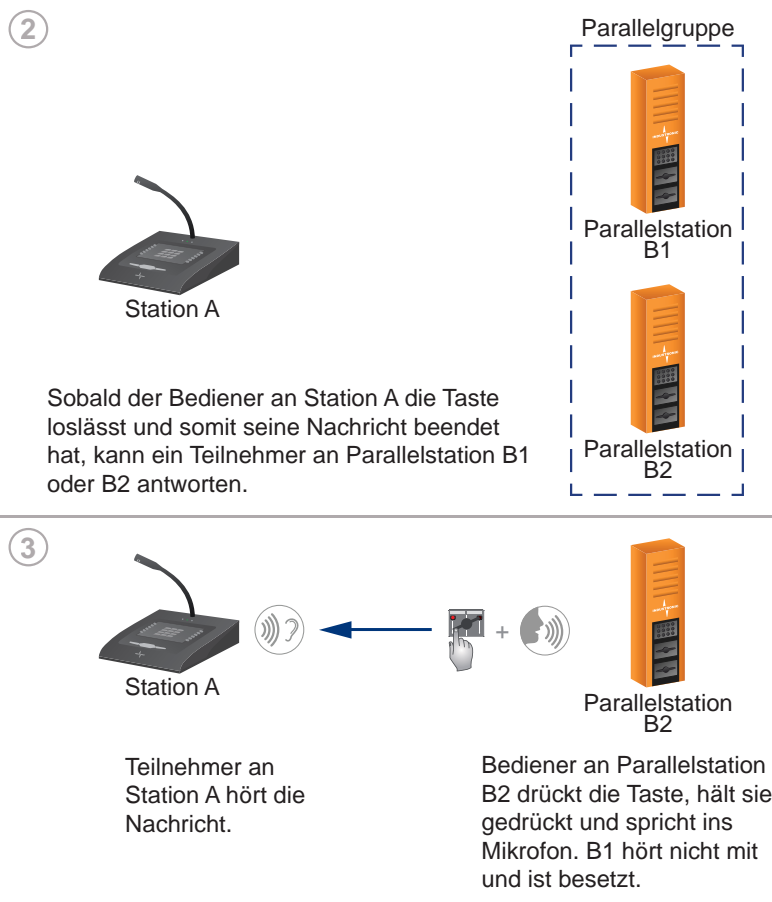 2
Parallelgruppe
Parallelstation
B1
Station A
Parallelstation
B2
Sobald der Bediener an Station A die Taste
loslässt und somit seine Nachricht beendet
hat, kann ein Teilnehmer an Parallelstation B1
oder B2 antworten.
3
+
Station A
Parallelstation
B2
Teilnehmer an
Station A hört die
Nachricht.
Bediener an Parallelstation
B2 drückt die Taste, hält sie
gedrückt und spricht ins
Mikrofon. B1 hört nicht mit
und ist besetzt.